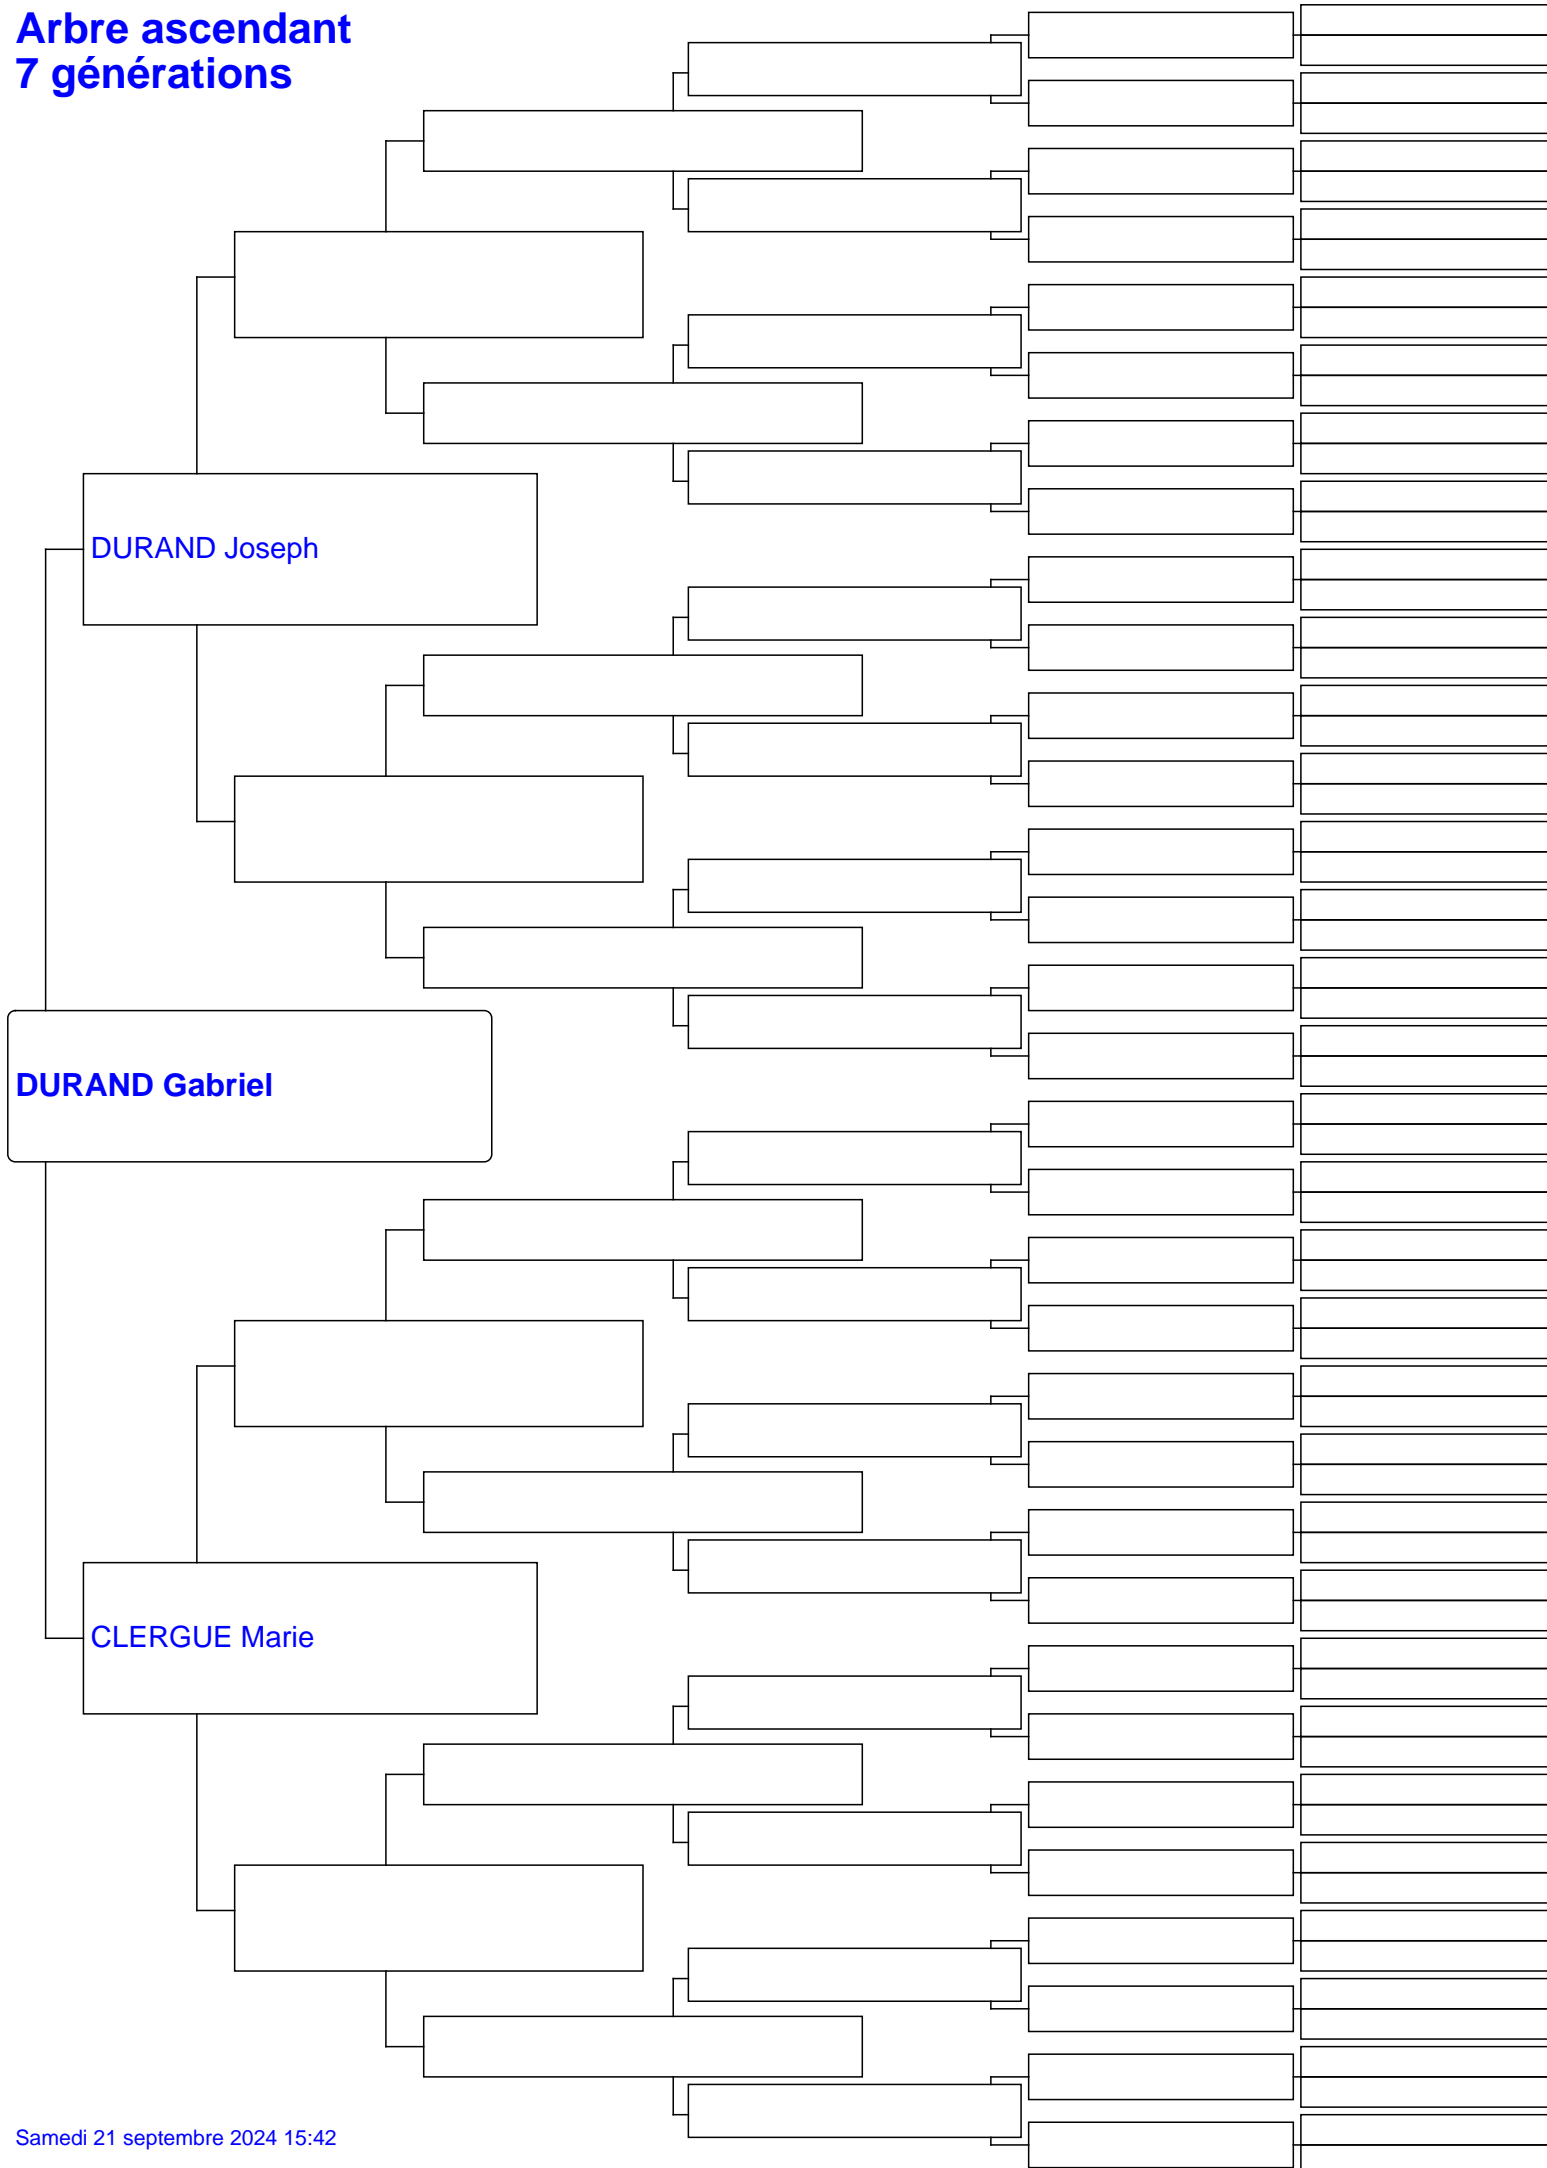 Arbre ascendant
7 générations
DURAND Joseph
DURAND Gabriel
CLERGUE Marie
Samedi 21 septembre 2024 15:42